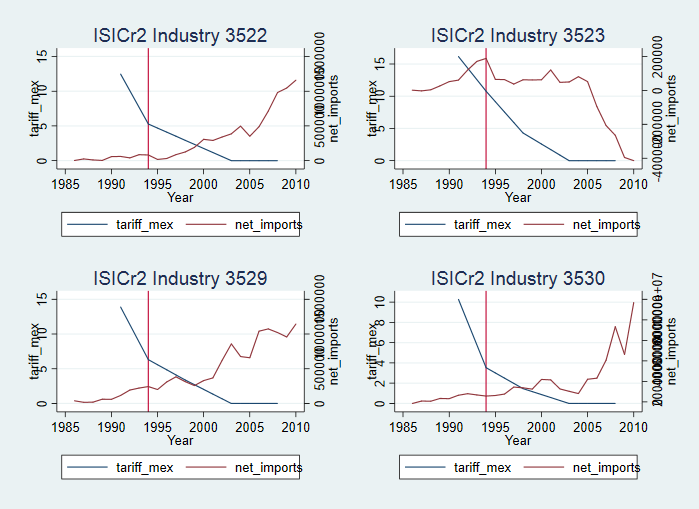 ISICr2 Industry 3522
tariff_mex
0 5 10 15
0 500000
net_imports
1985 1990 1995 2000 2005 2010
Year
tariff_mex net_imports
ISICr2 Industry 3523
tariff_mex
0 5 10 15
-400000 0 200000
net_imports
1985 1990 1995 2000 2005 2010
Year
tariff_mex net_imports
ISICr2 Industry 3529
tariff_mex
0 5 10 15
0 500000
net_imports
1985 1990 1995 2000 2005 2010
Year
tariff_mex net_imports
ISICr2 Industry 3530
tariff_mex
0 2 4 6 8 10
net_imports
1985 1990 1995 2000 2005 2010
Year
tariff_mex net_imports